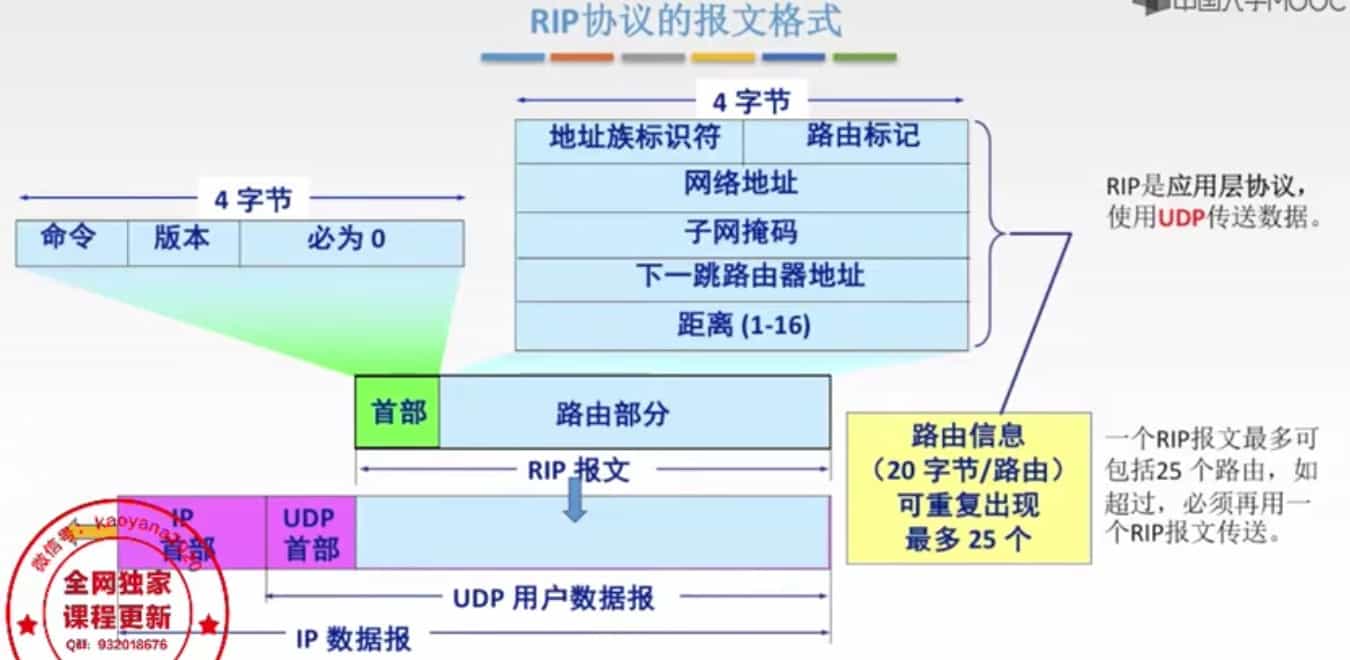 中国大学MOOC
RIP协议的报文格式
4 字节
地址族标识符 路由标记
网络地址
子网掩码
下一跳路由器地址
距离 (1-16)
4 字节
命令 版本 必为 0
RIP是应用层协议，
使用UDP传送数据。
首部 路由部分
RIP 报文
路由信息
（20 字节/路由）
可重复出现
最多 25 个
一个RIP报文最多可
包括25 个路由，如
超过，必须再用一
个RIP报文传送。
IP
首部
UDP
首部
UDP 用户数据报
IP 数据报
微信号：
全网独家
课程更新
Q群：932018676